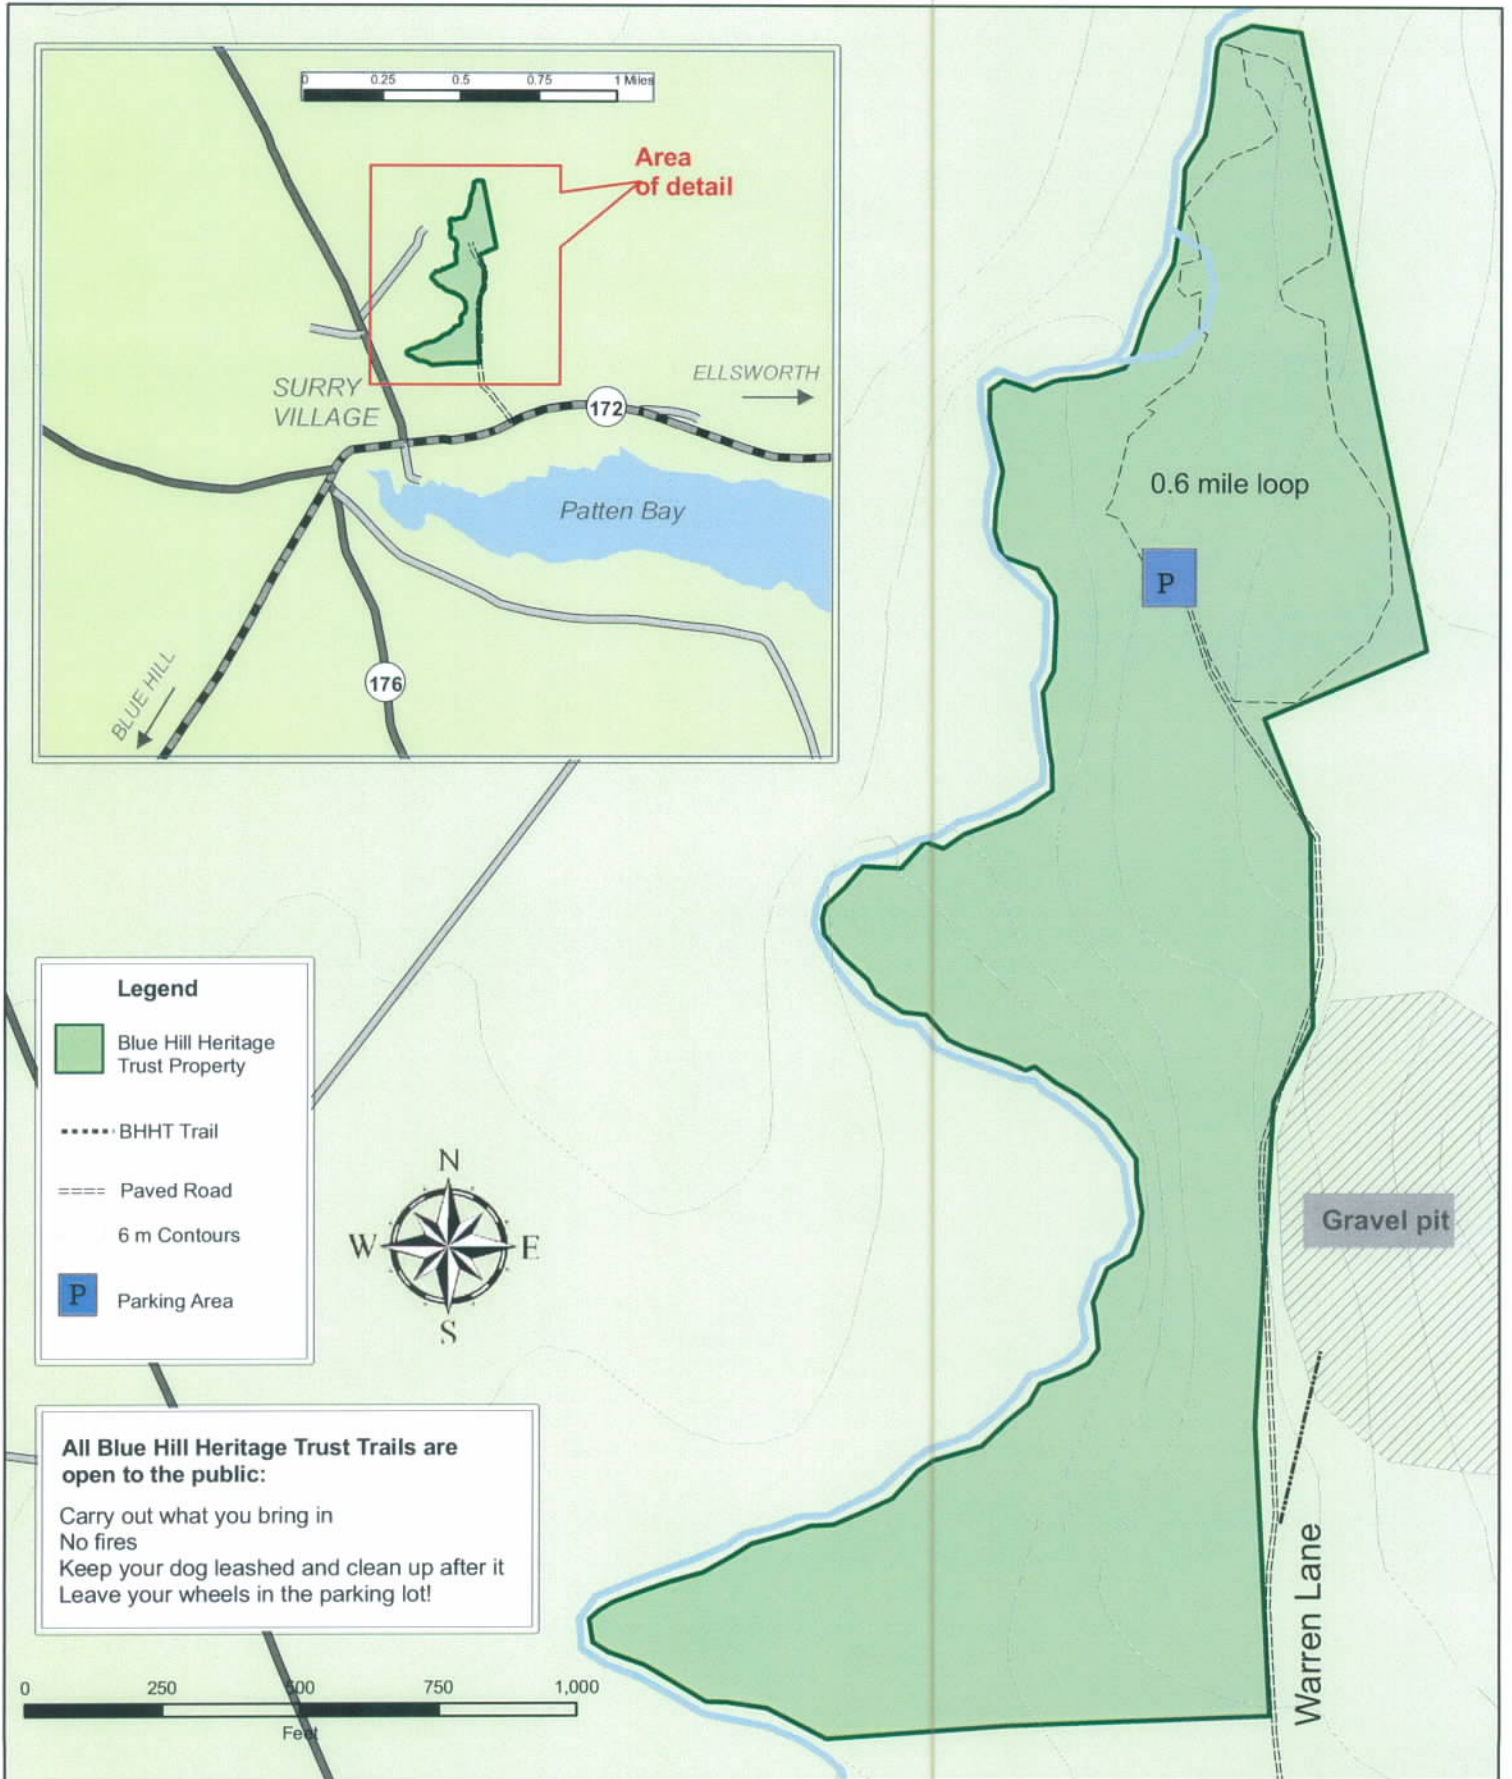 0 0.25 0.5 0.75 1 Miles
Area
of detail
ELLSWORTH
SURRY
VILLAGE
172
Patten Bay
BLUE HILL
176
0.6 mile loop
P
Legend
Blue Hill Heritage
Trust Property
BHHT Trail
Paved Road
6 m Contours
P
Parking Area
N
W
E
S
Gravel pit
All Blue Hill Heritage Trust Trails are
open to the public:
Carry out what you bring in
No fires
Keep your dog leashed and clean up after it
Leave your wheels in the parking lot!
Warren Lane
0 250 500 750 1,000
Feet